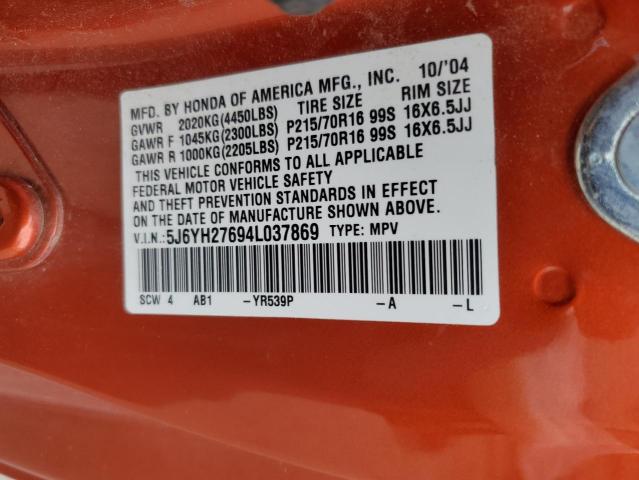 MFD. BY HONDA OF AMERICA MFG., INC. 10/'04
GVWR 2020KG(4450LBS) TIRE SIZE RIM SIZE
GAWR F 1045KG(2300LBS) P215/70R16 99S 16X6.5JJ
GAWR R 1000KG(2205LBS) P215/70R16 99S 16X6.5JJ
THIS VEHICLE CONFORMS TO ALL APPLICABLE
FEDERAL MOTOR VEHICLE SAFETY
AND THEFT PREVENTION STANDARDS IN EFFECT
ON THE DATE OF MANUFACTURE SHOWN ABOVE.
V.I.N.:5J6YH27694L037869 TYPE: MPV
SCW 4 AB1 -YR539P -A -L